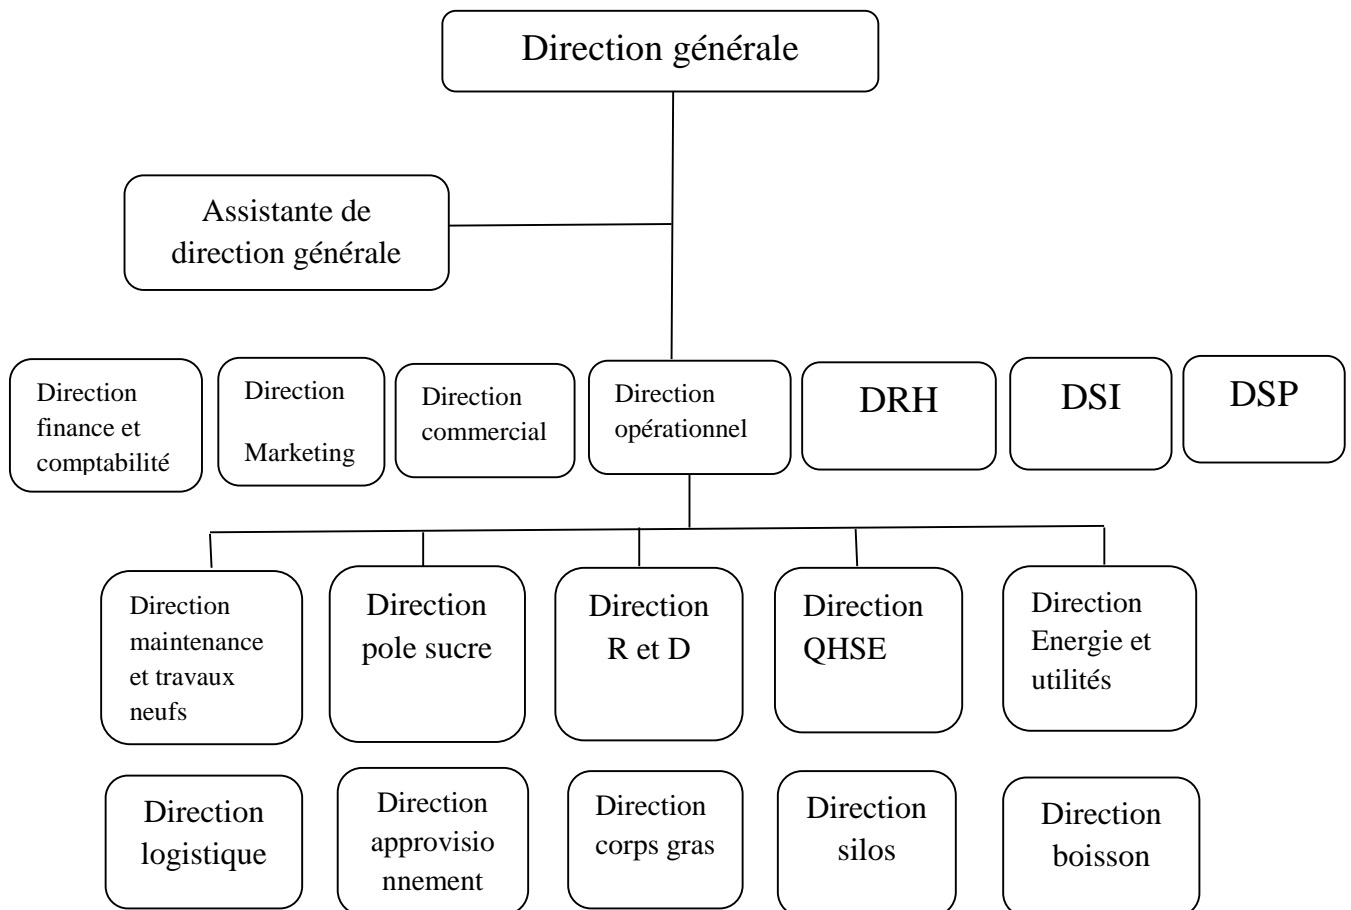 Direction générale
Assistante de
direction générale
Direction
finance et
comptabilité
Direction
Marketing
Direction
commercial
Direction
opérationnel
DRH
DSI
DSP
Direction
maintenance
et travaux
neufs
Direction
pole sucre
Direction
R et D
Direction
QHSE
Direction
Energie et
utilités
Direction
logistique
Direction
approvisio
nnement
Direction
corps gras
Direction
silos
Direction
boisson